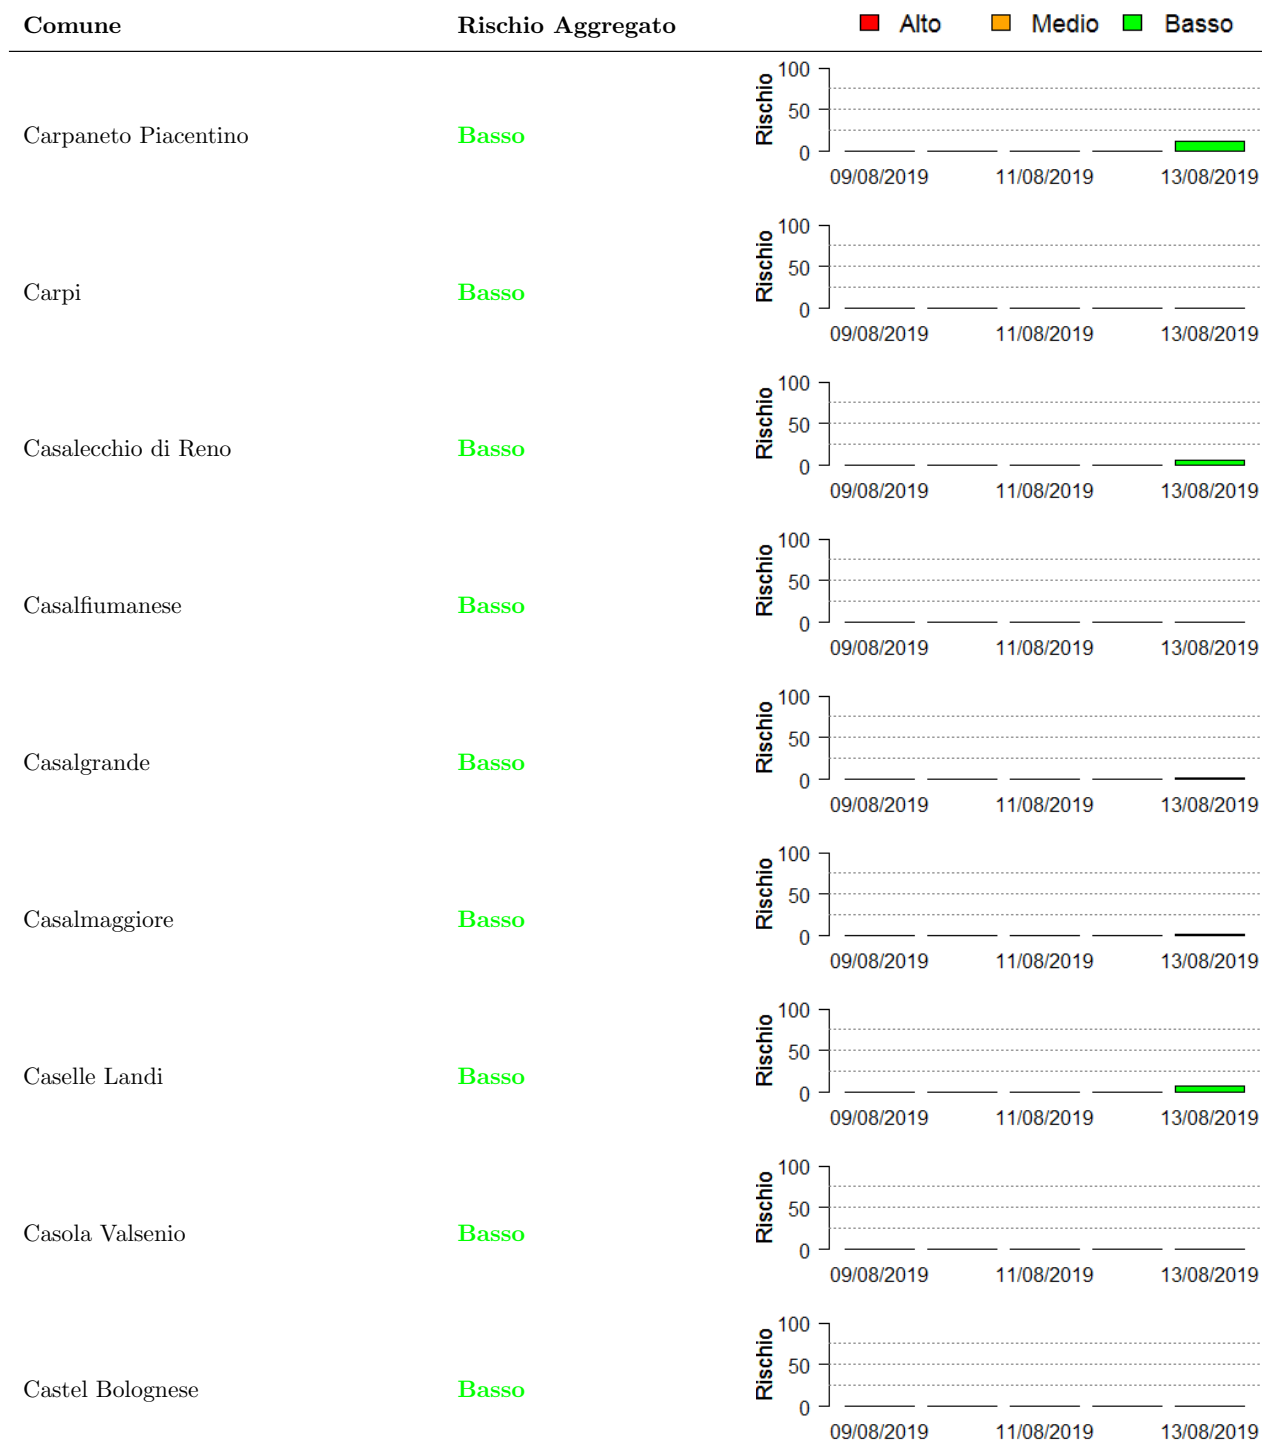 Comune Rischio Aggregato Alto Medio Basso
100
50
0
Rischio
Carpaneto Piacentino Basso
09/08/2019 11/08/2019 13/08/2019
100
50
0
Rischio
Carpi Basso
09/08/2019 11/08/2019 13/08/2019
100
50
0
Rischio
Casalecchio di Reno Basso
09/08/2019 11/08/2019 13/08/2019
100
50
0
Rischio
Casalfiumanese Basso
09/08/2019 11/08/2019 13/08/2019
100
50
0
Rischio
Casalgrande Basso
09/08/2019 11/08/2019 13/08/2019
100
50
0
Rischio
Casalmaggiore Basso
09/08/2019 11/08/2019 13/08/2019
100
50
0
Rischio
Caselle Landi Basso
09/08/2019 11/08/2019 13/08/2019
100
50
0
Rischio
Casola Valsenio Basso
09/08/2019 11/08/2019 13/08/2019
100
50
0
Rischio
Castel Bolognese Basso
09/08/2019 11/08/2019 13/08/2019